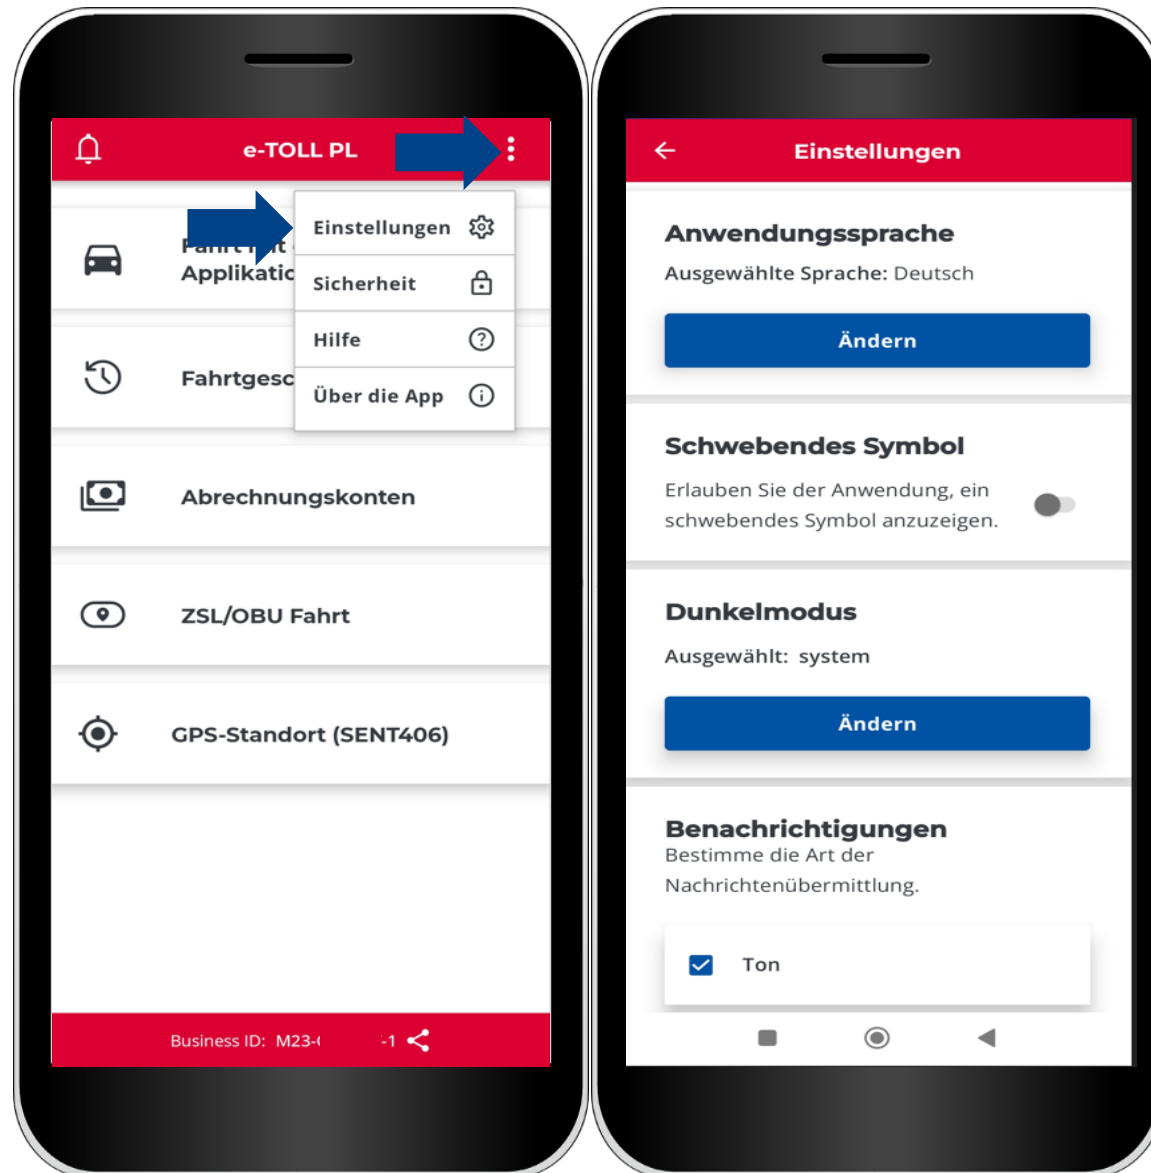 e-TOLL PL
Einstellungen
Sicherheit
Hilfe
Über die App
Fahrt
Applikatio
Fahrtgesc
Abrechnungskonten
ZSL/OBU Fahrt
GPS-Standort (SENT406)
Business ID: M23- -1
Einstellungen
Anwendungssprache
Ausgewählte Sprache: Deutsch
Ändern
Schwebendes Symbol
Erlauben Sie der Anwendung, ein
schwebendes Symbol anzuzeigen.
Dunkelmodus
Ausgewählt: system
Ändern
Benachrichtigungen
Bestimme die Art der
Nachrichtenübermittlung.
Ton